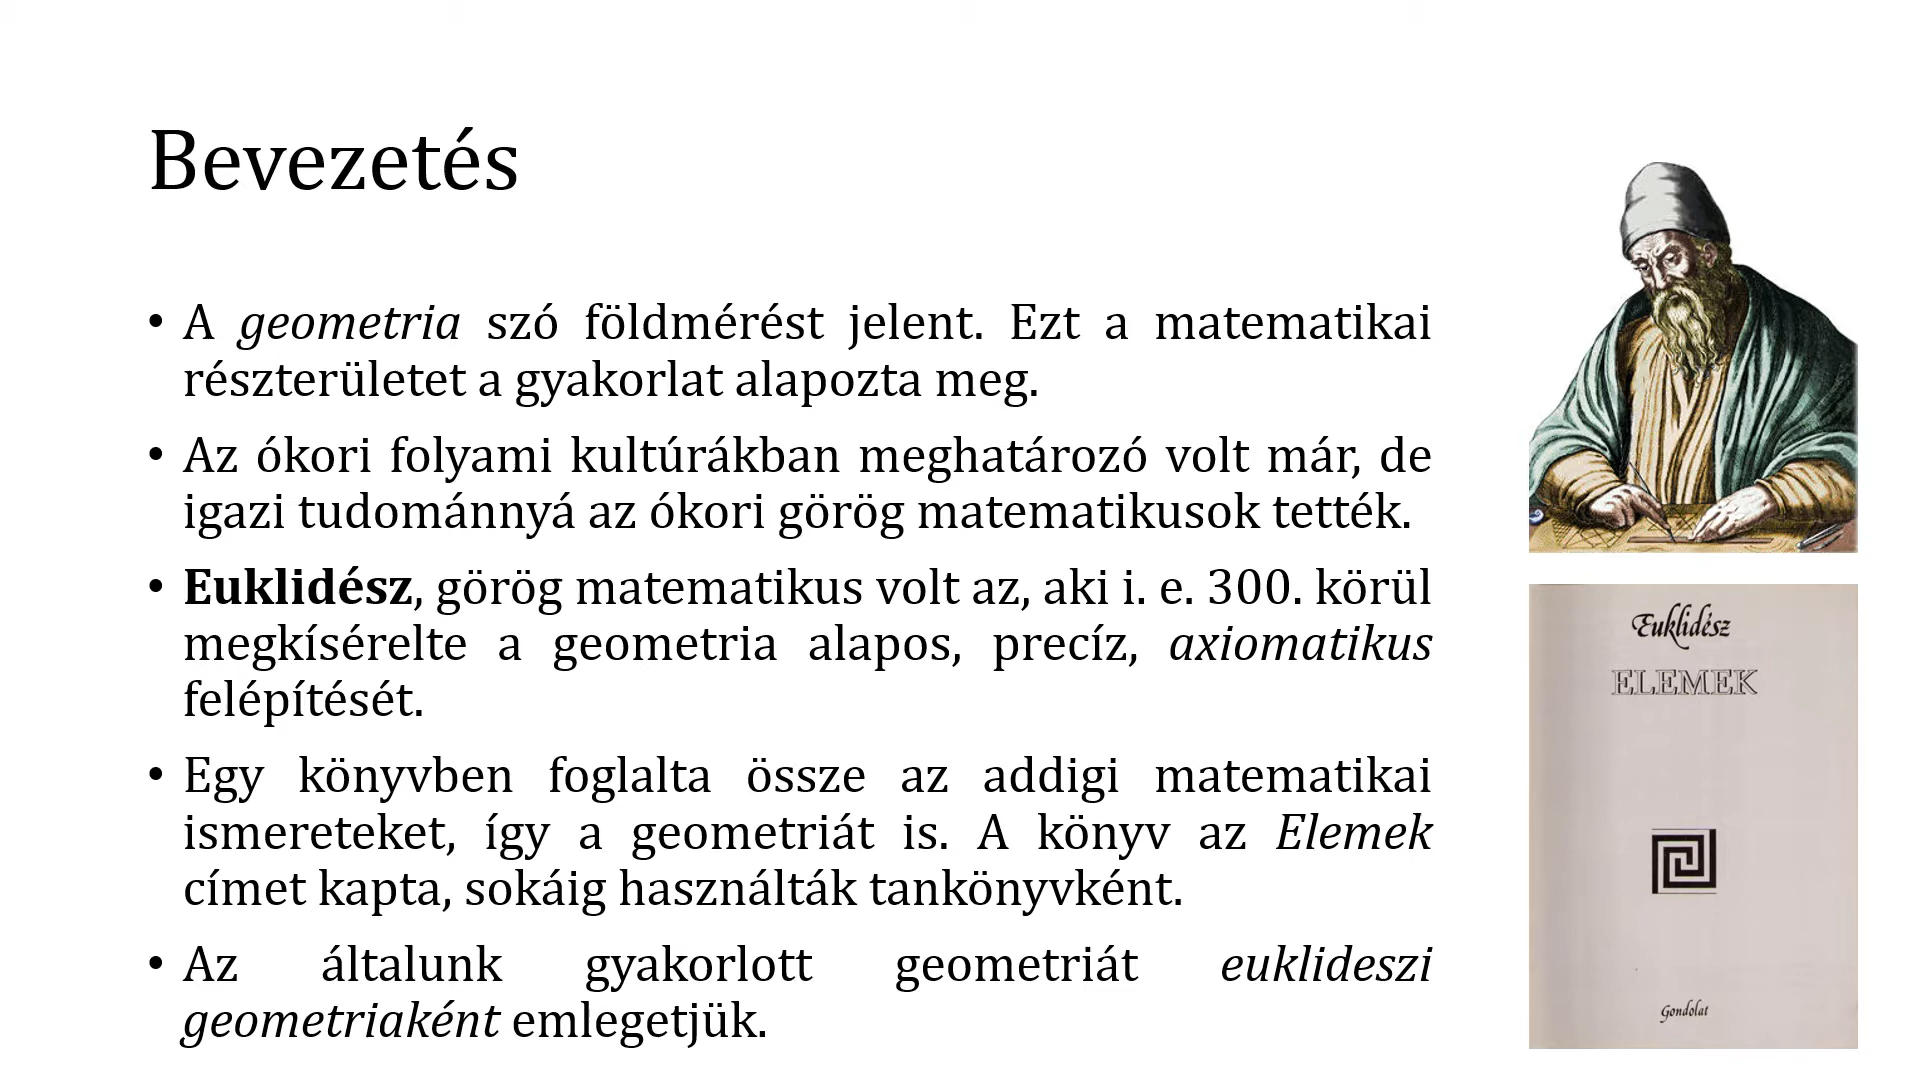 Bevezetés
• A geometria szó földmérést jelent. Ezt a matematikai
részterületet a gyakorlat alapozta meg.
• Az ókori folyami kultúrákban meghatározó volt már, de
igazi tudománnyá az ókori görög matematikusok tették.
• Euklidész, görög matematikus volt az, aki i. e. 300. körül
megkísérelte a geometria alapos, precíz, axiomatikus
felépítését.
• Egy könyvben foglalta össze az addigi matematikai
ismereteket, így a geometriát is. A könyv az Elemek
címet kapta, sokáig használták tankönyvként.
• Az általunk gyakorlott geometriát euklideszi
geometriaként emlegetjük.
Euklidész
ELEMEK
Gondolat